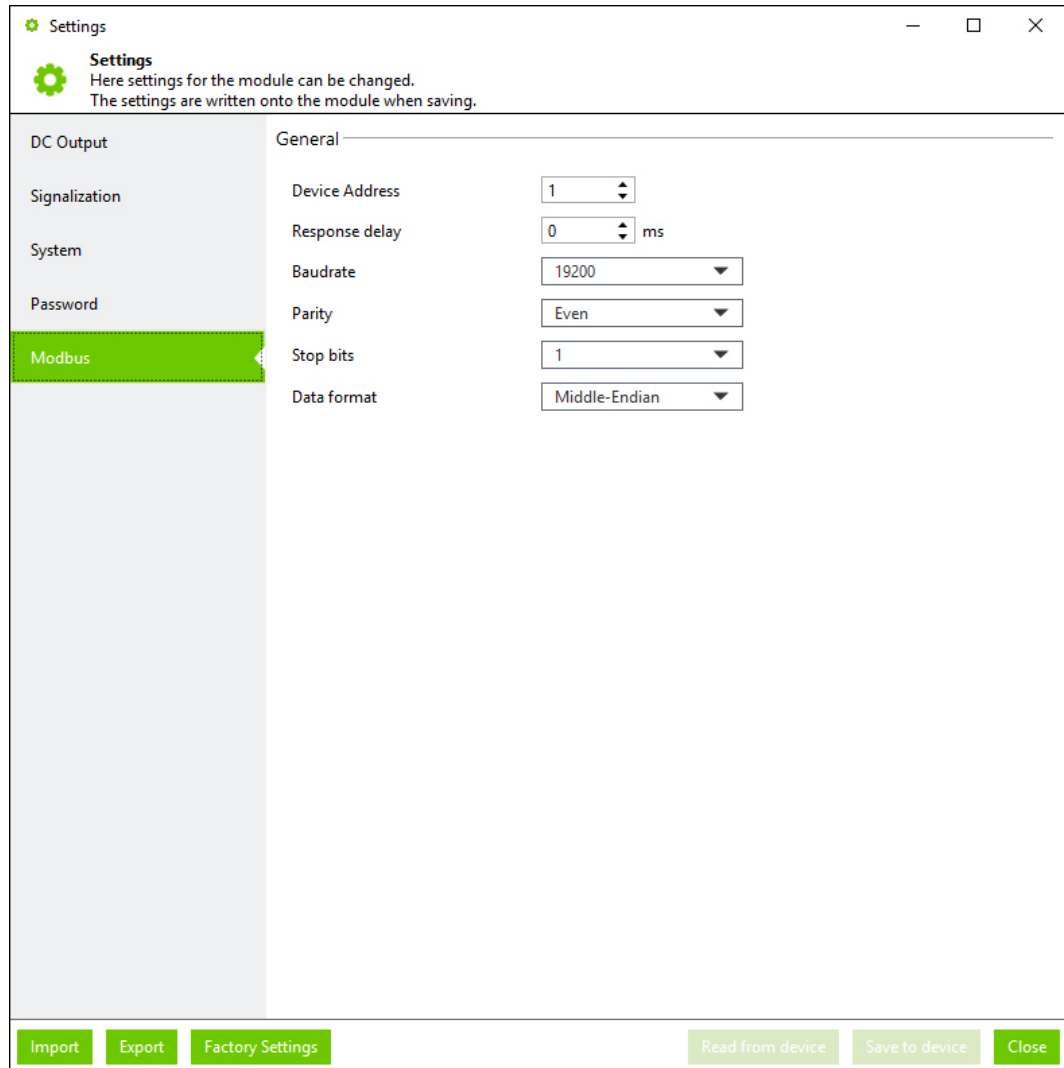 Settings
Settings
Here settings for the module can be changed.
The settings are written onto the module when saving.
DC Output
Signalization
System
Password
Modbus
General
Device Address 1
Response delay 0 ms
Baudrate 19200
Parity Even
Stop bits 1
Data format Middle-Endian
Import Export Factory Settings Read from device Save to device Close